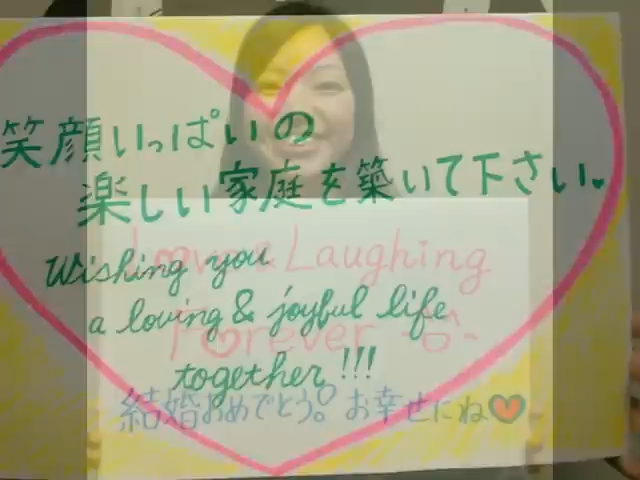 笑顔いっぱいの
楽しい家庭を築いて下さい♥
Wishing you
a loving & joyful life
together!!!
Love & Laughing
Forever
結婚おめでとう。お幸せにね♥